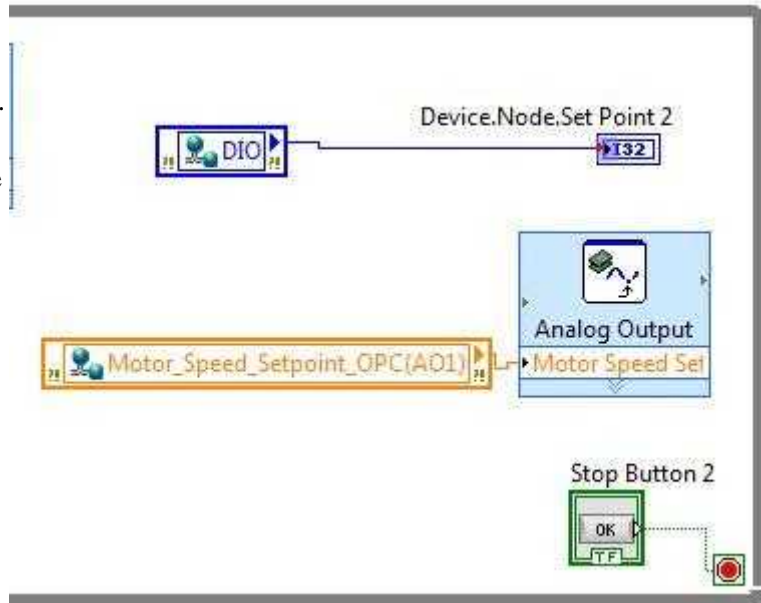 Device.Node.Set Point 2
DIO
I32
Analog Output
Motor_Speed_Setpoint_OPC(AO1)
Motor Speed Set
Stop Button 2
OK
TF